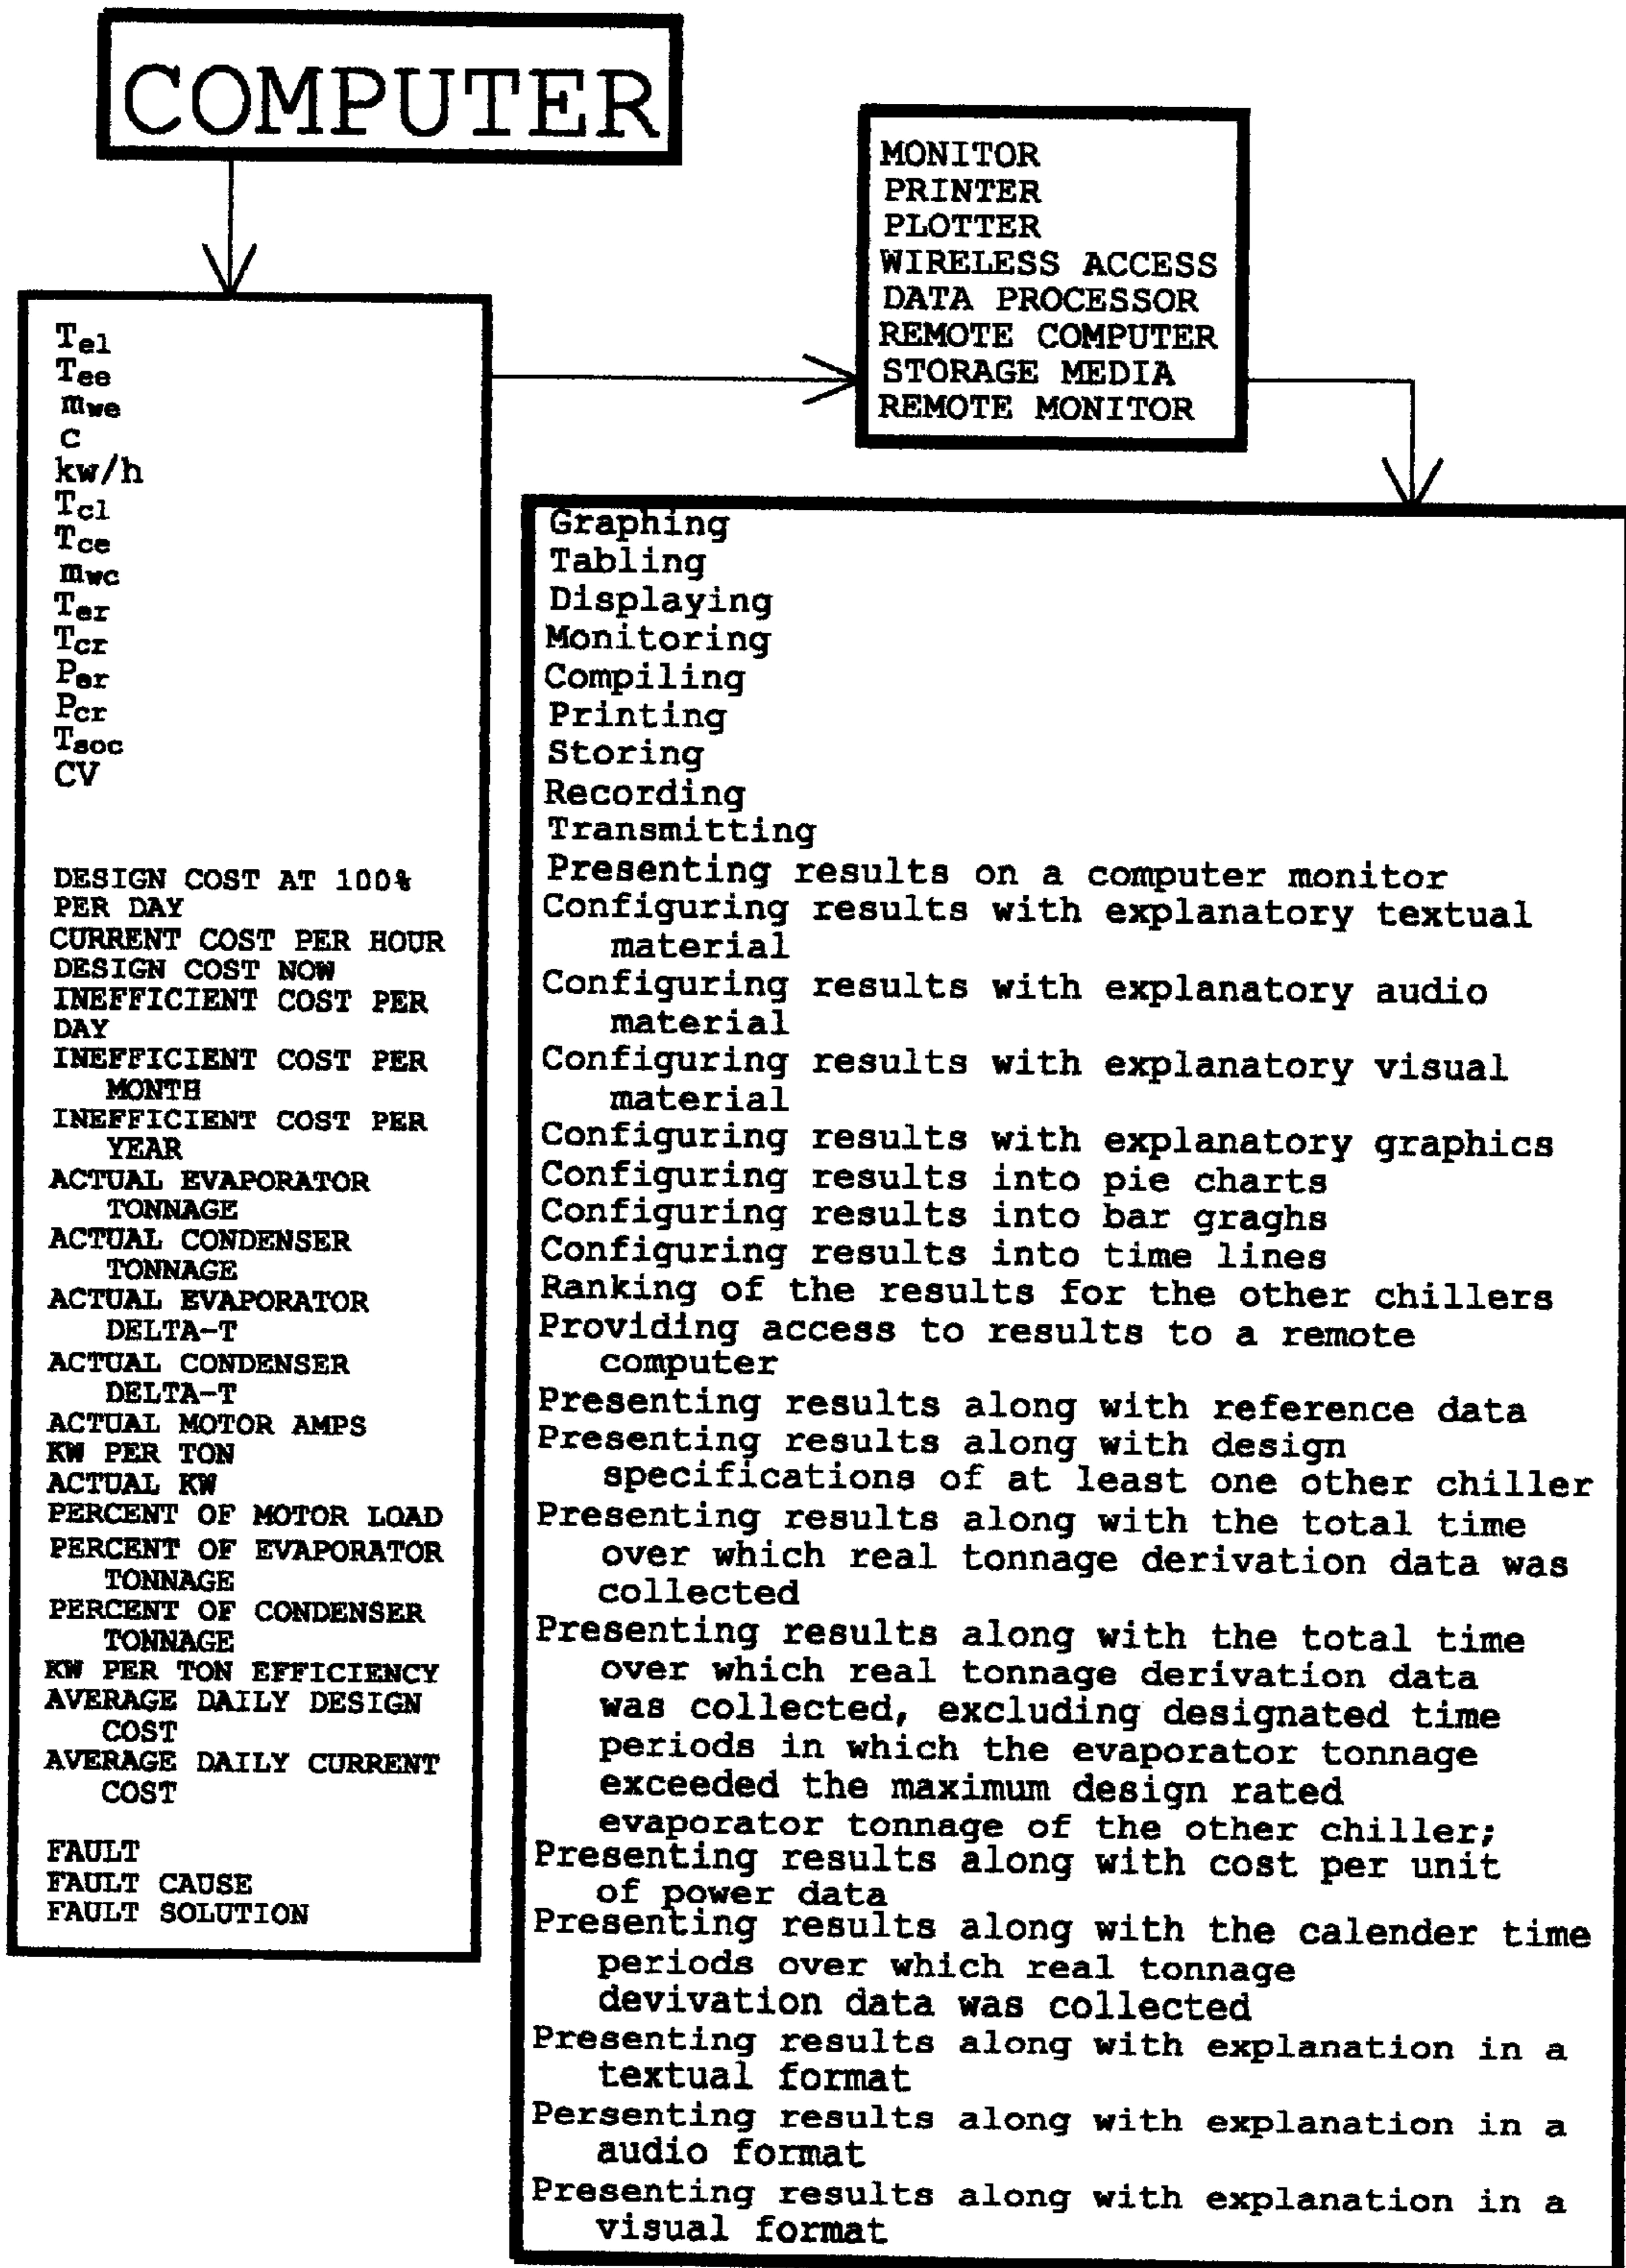 COMPUTER
T_el
T_ee
m_we
c
kw/h
T_cl
T_ce
m_wc
T_er
T_cr
P_er
P_cr
T_soc
CV
DESIGN COST AT 100%
PER DAY
CURRENT COST PER HOUR
DESIGN COST NOW
INEFFICIENT COST PER
DAY
INEFFICIENT COST PER
MONTH
INEFFICIENT COST PER
YEAR
ACTUAL EVAPORATOR
TONNAGE
ACTUAL CONDENSER
TONNAGE
ACTUAL EVAPORATOR
DELTA-T
ACTUAL CONDENSER
DELTA-T
ACTUAL MOTOR AMPS
KW PER TON
ACTUAL KW
PERCENT OF MOTOR LOAD
PERCENT OF EVAPORATOR
TONNAGE
PERCENT OF CONDENSER
TONNAGE
KW PER TON EFFICIENCY
AVERAGE DAILY DESIGN
COST
AVERAGE DAILY CURRENT
COST
FAULT
FAULT CAUSE
FAULT SOLUTION
MONITOR
PRINTER
PLOTTER
WIRELESS ACCESS
DATA PROCESSOR
REMOTE COMPUTER
STORAGE MEDIA
REMOTE MONITOR
Graphing
Tabling
Displaying
Monitoring
Compiling
Printing
Storing
Recording
Transmitting
Presenting results on a computer monitor
Configuring results with explanatory textual
material
Configuring results with explanatory audio
material
Configuring results with explanatory visual
material
Configuring results with explanatory graphics
Configuring results into pie charts
Configuring results into bar graghs
Configuring results into time lines
Ranking of the results for the other chillers
Providing access to results to a remote
computer
Presenting results along with reference data
Presenting results along with design
specifications of at least one other chiller
Presenting results along with the total time
over which real tonnage derivation data was
collected
Presenting results along with the total time
over which real tonnage derivation data
was collected, excluding designated time
periods in which the evaporator tonnage
exceeded the maximum design rated
evaporator tonnage of the other chiller;
Presenting results along with cost per unit
of power data
Presenting results along with the calender time
periods over which real tonnage
devivation data was collected
Presenting results along with explanation in a
textual format
Persenting results along with explanation in a
audio format
Presenting results along with explanation in a
visual format